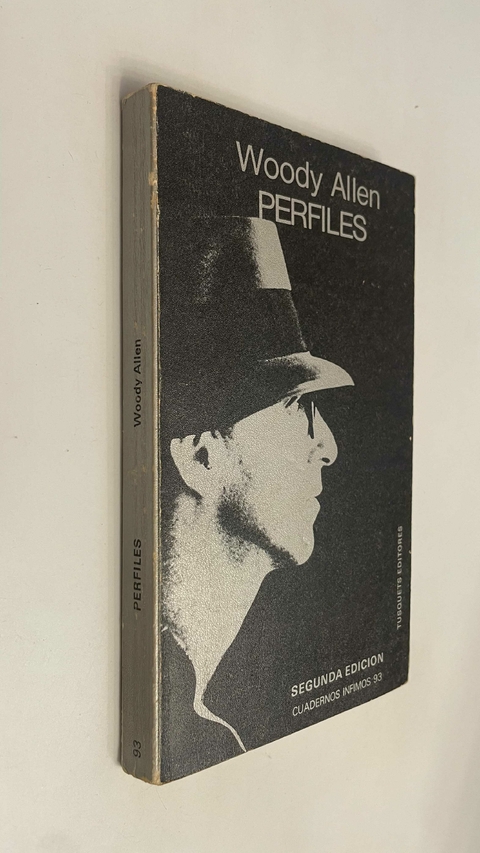 Woody Allen
PERFILES
TUSQUETS EDITORES
SEGUNDA EDICION
CUADERNOS INFIMOS 93
Woody Allen
PERFILES
93